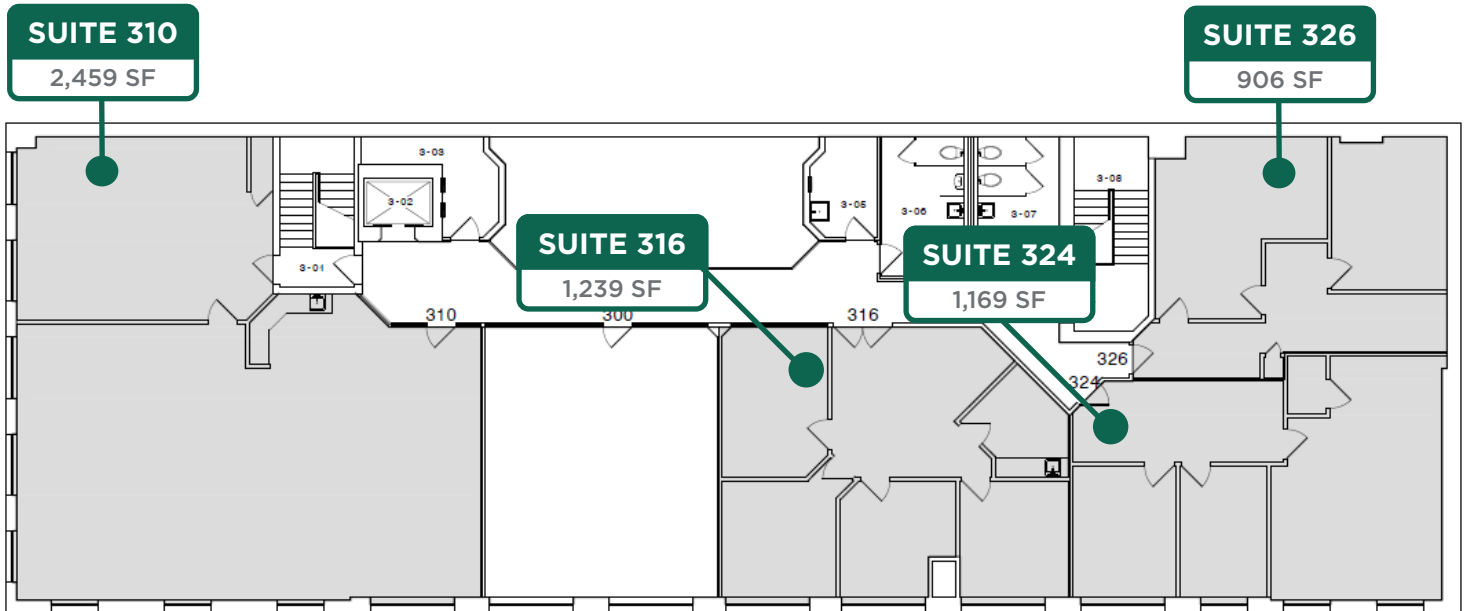 SUITE 310
2,459 SF
SUITE 326
906 SF
3-03
3-02
3-05
3-06
3-07
3-08
3-01
SUITE 316
1,239 SF
SUITE 324
1,169 SF
310
300
316
326
324